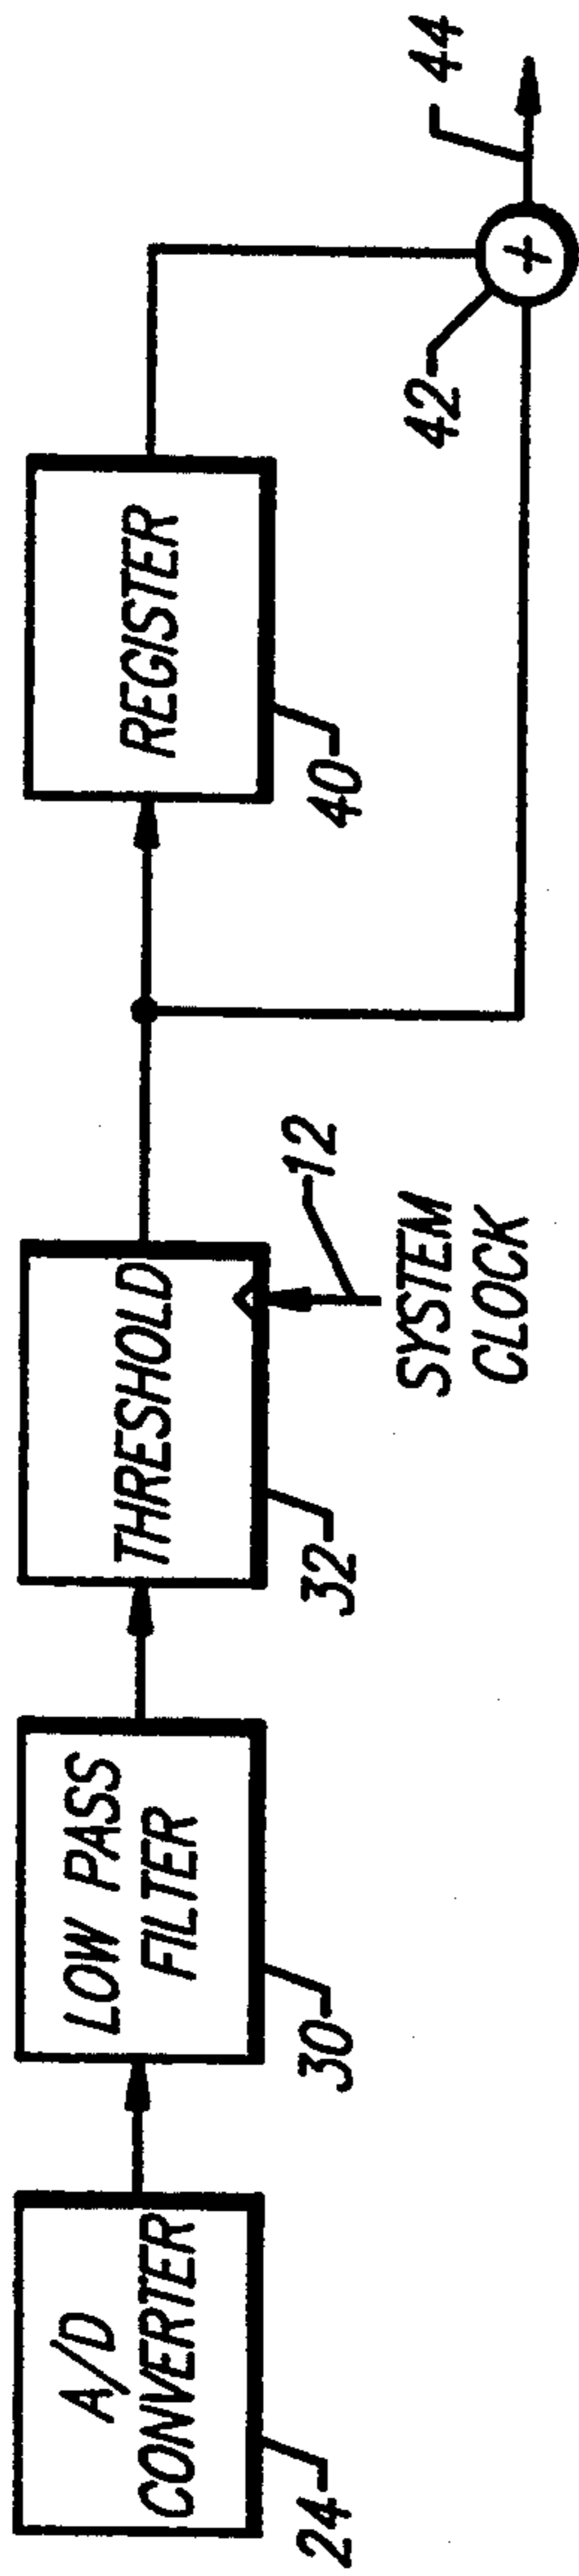 A/D
CONVERTER
24
LOW PASS
FILTER
30
THRESHOLD
32
12
SYSTEM
CLOCK
REGISTER
40
+
42
44